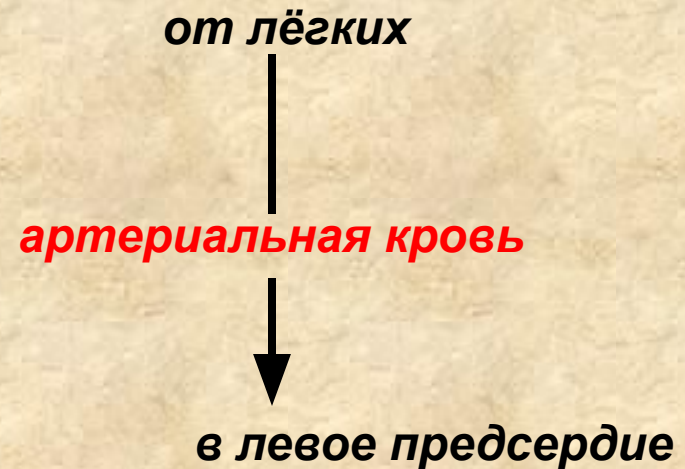 от лёгких
артериальная кровь
в левое предсердие